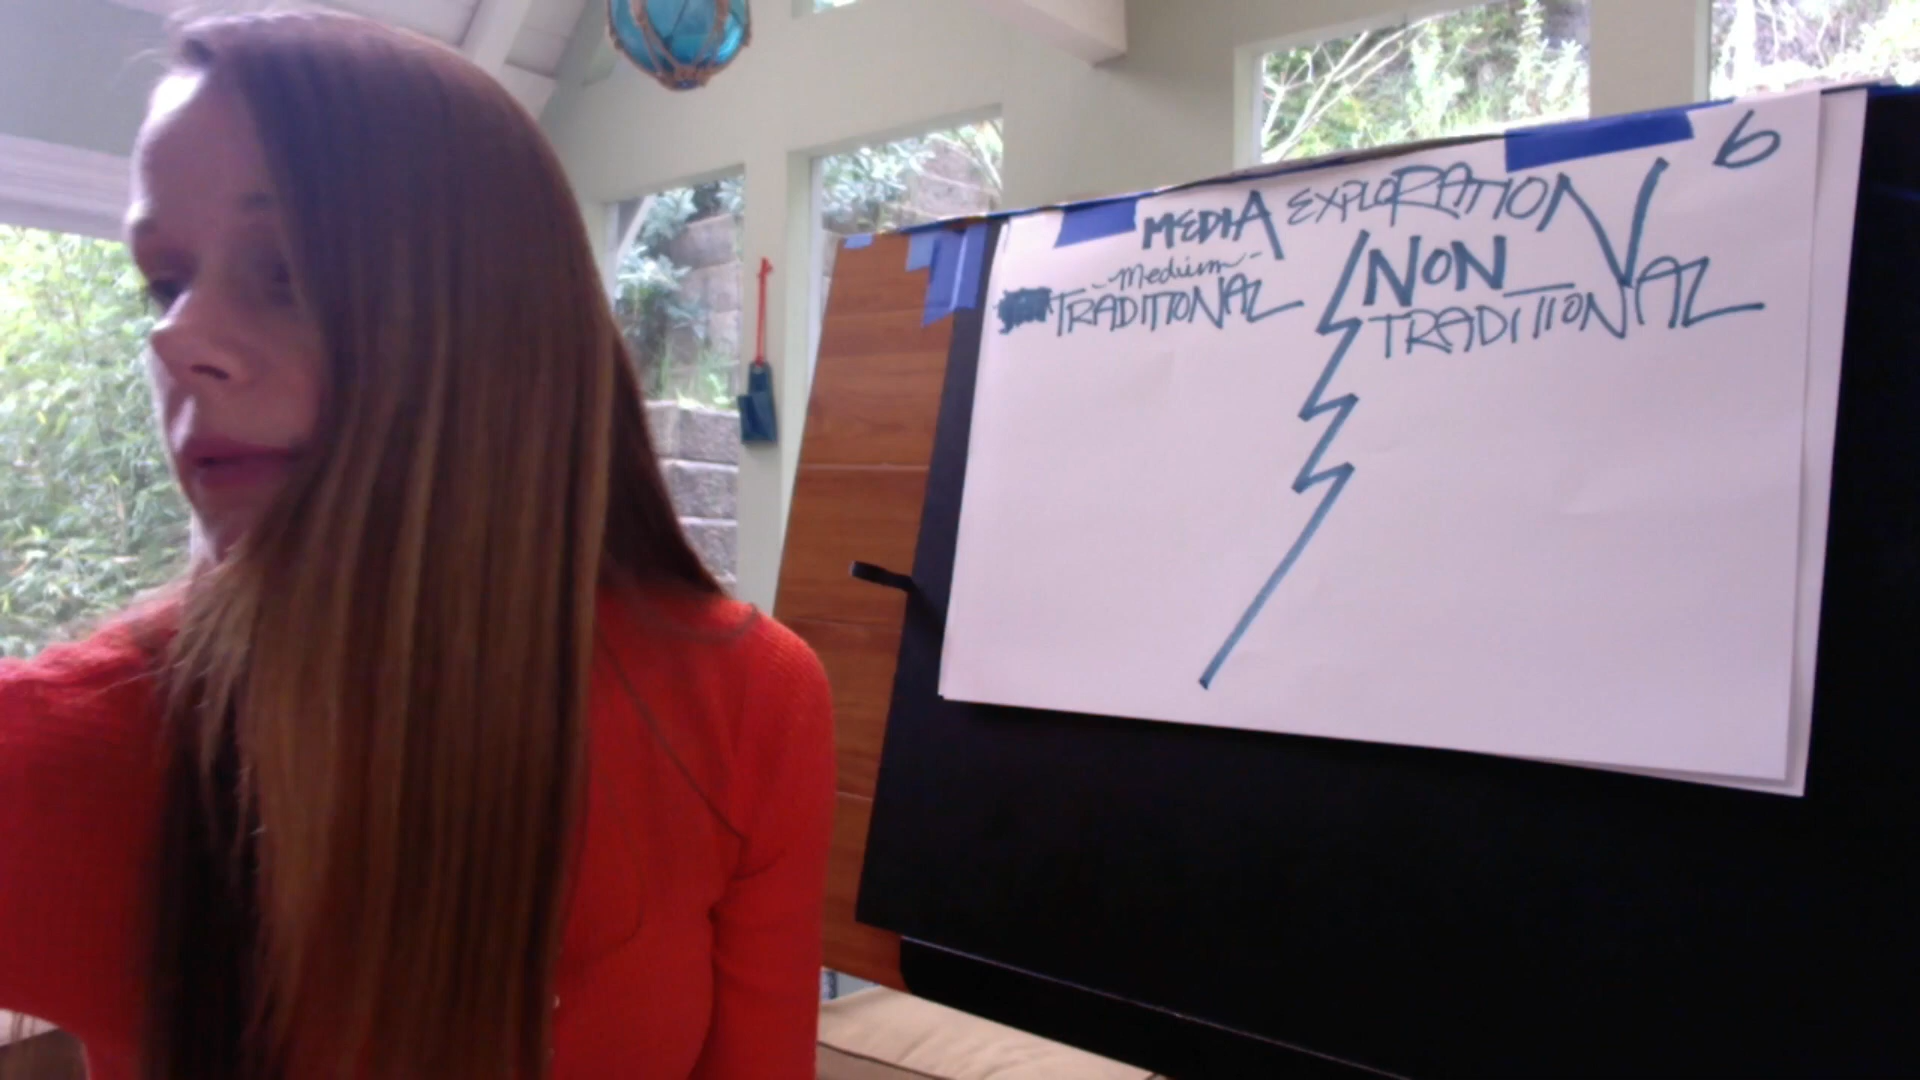 6
MEDIA EXPLORATION
-Medium-
TRADITIONAL
NON
TRADITIONAL